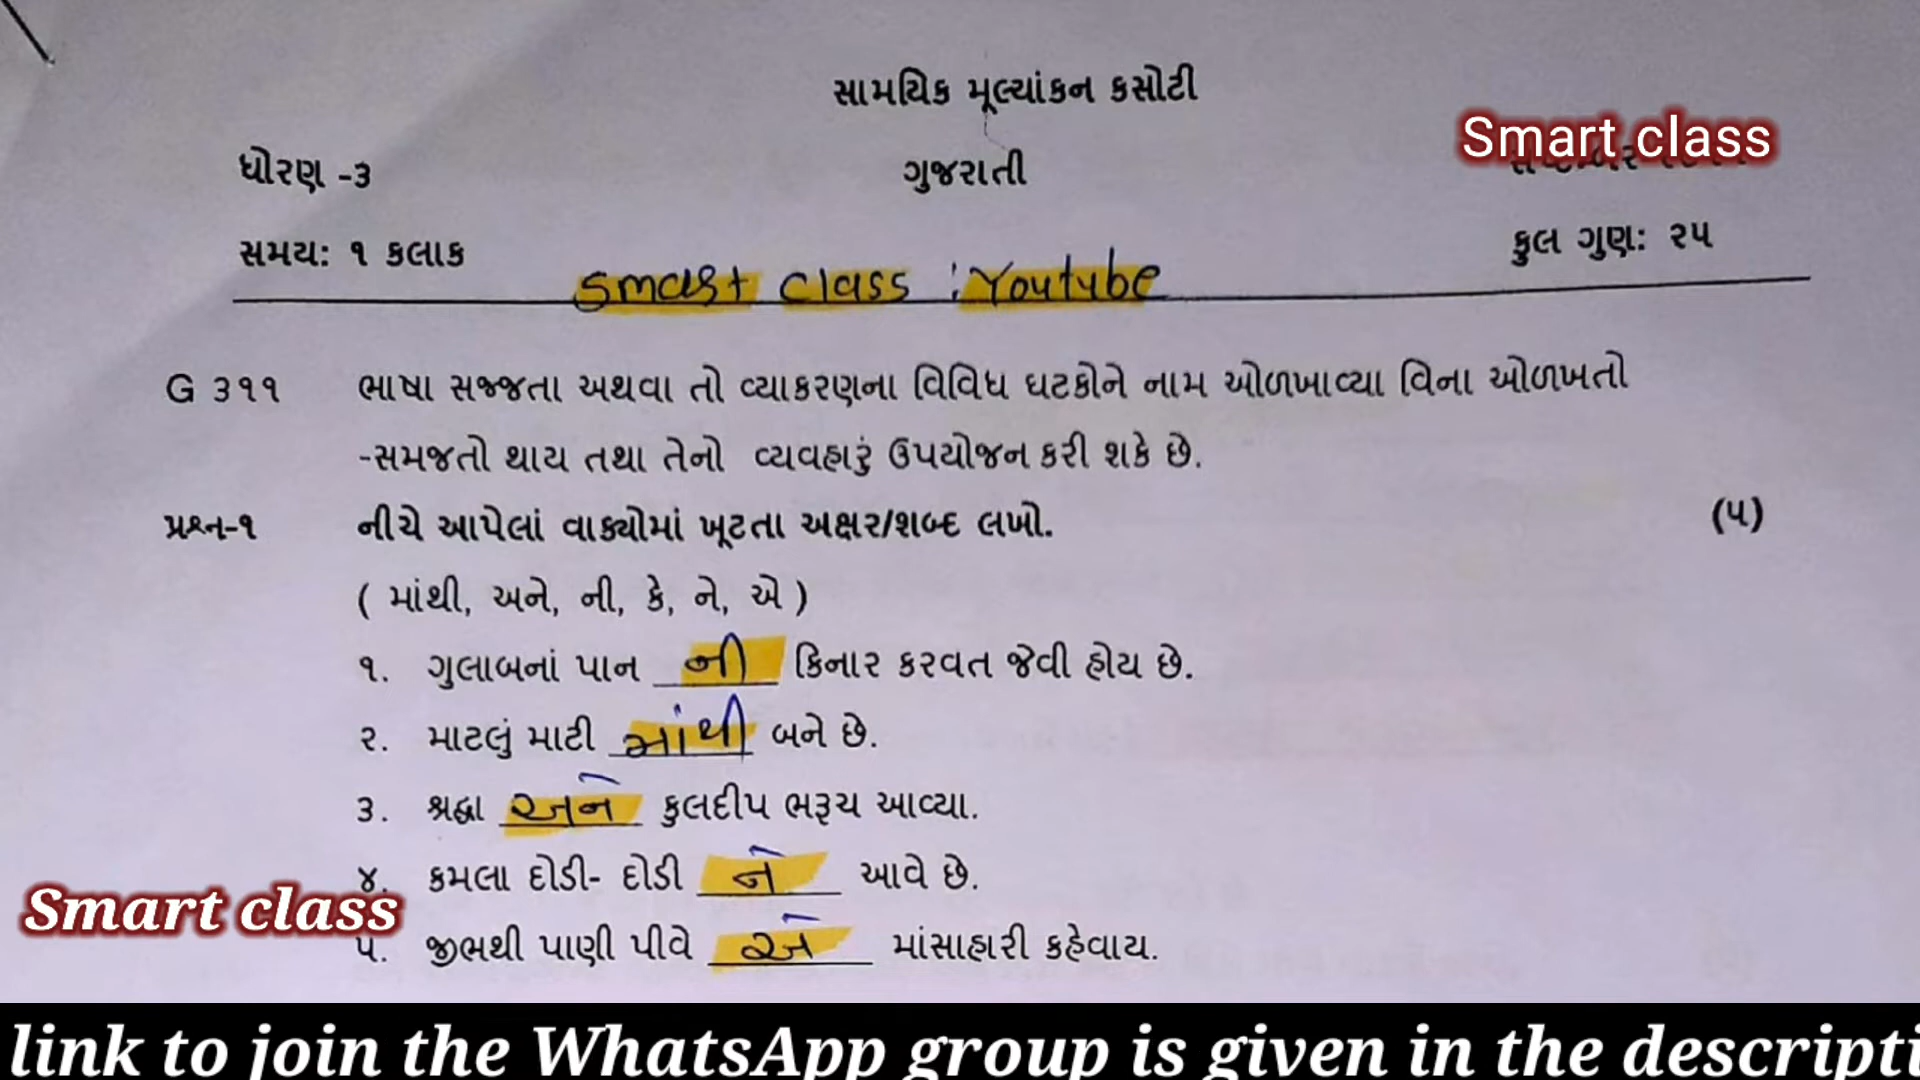 સામયિક મૂલ્યાંકન કસોટી
Smart class
ધોરણ -૩ ગુજરાતી
સમય: ૧ કલાક કુલ ગુણ: ૨૫
Smart class : Youtube
G ૩૧૧ ભાષા સજ્જતા અથવા તો વ્યાકરણના વિવિધ ઘટકોને નામ ઓળખાવ્યા વિના ઓળખતો
-સમજતો થાય તથા તેનો વ્યવહારું ઉપયોજન કરી શકે છે.
પ્રશ્ન-૧ નીચે આપેલાં વાક્યોમાં ખૂટતા અક્ષર/શબ્દ લખો. (૫)
( માંથી, અને, ની, કે, ને, એ )
૧. ગુલાબનાં પાન ની કિનાર કરવત જેવી હોય છે.
૨. માટલું માટી માંથી બને છે.
૩. શ્રદ્ધા અને કુલદીપ ભરૂચ આવ્યા.
૪. કમલા દોડી- દોડી ને આવે છે.
Smart class
૫. જીભથી પાણી પીવે એ માંસાહારી કહેવાય.
link to join the WhatsApp group is given in the descripti